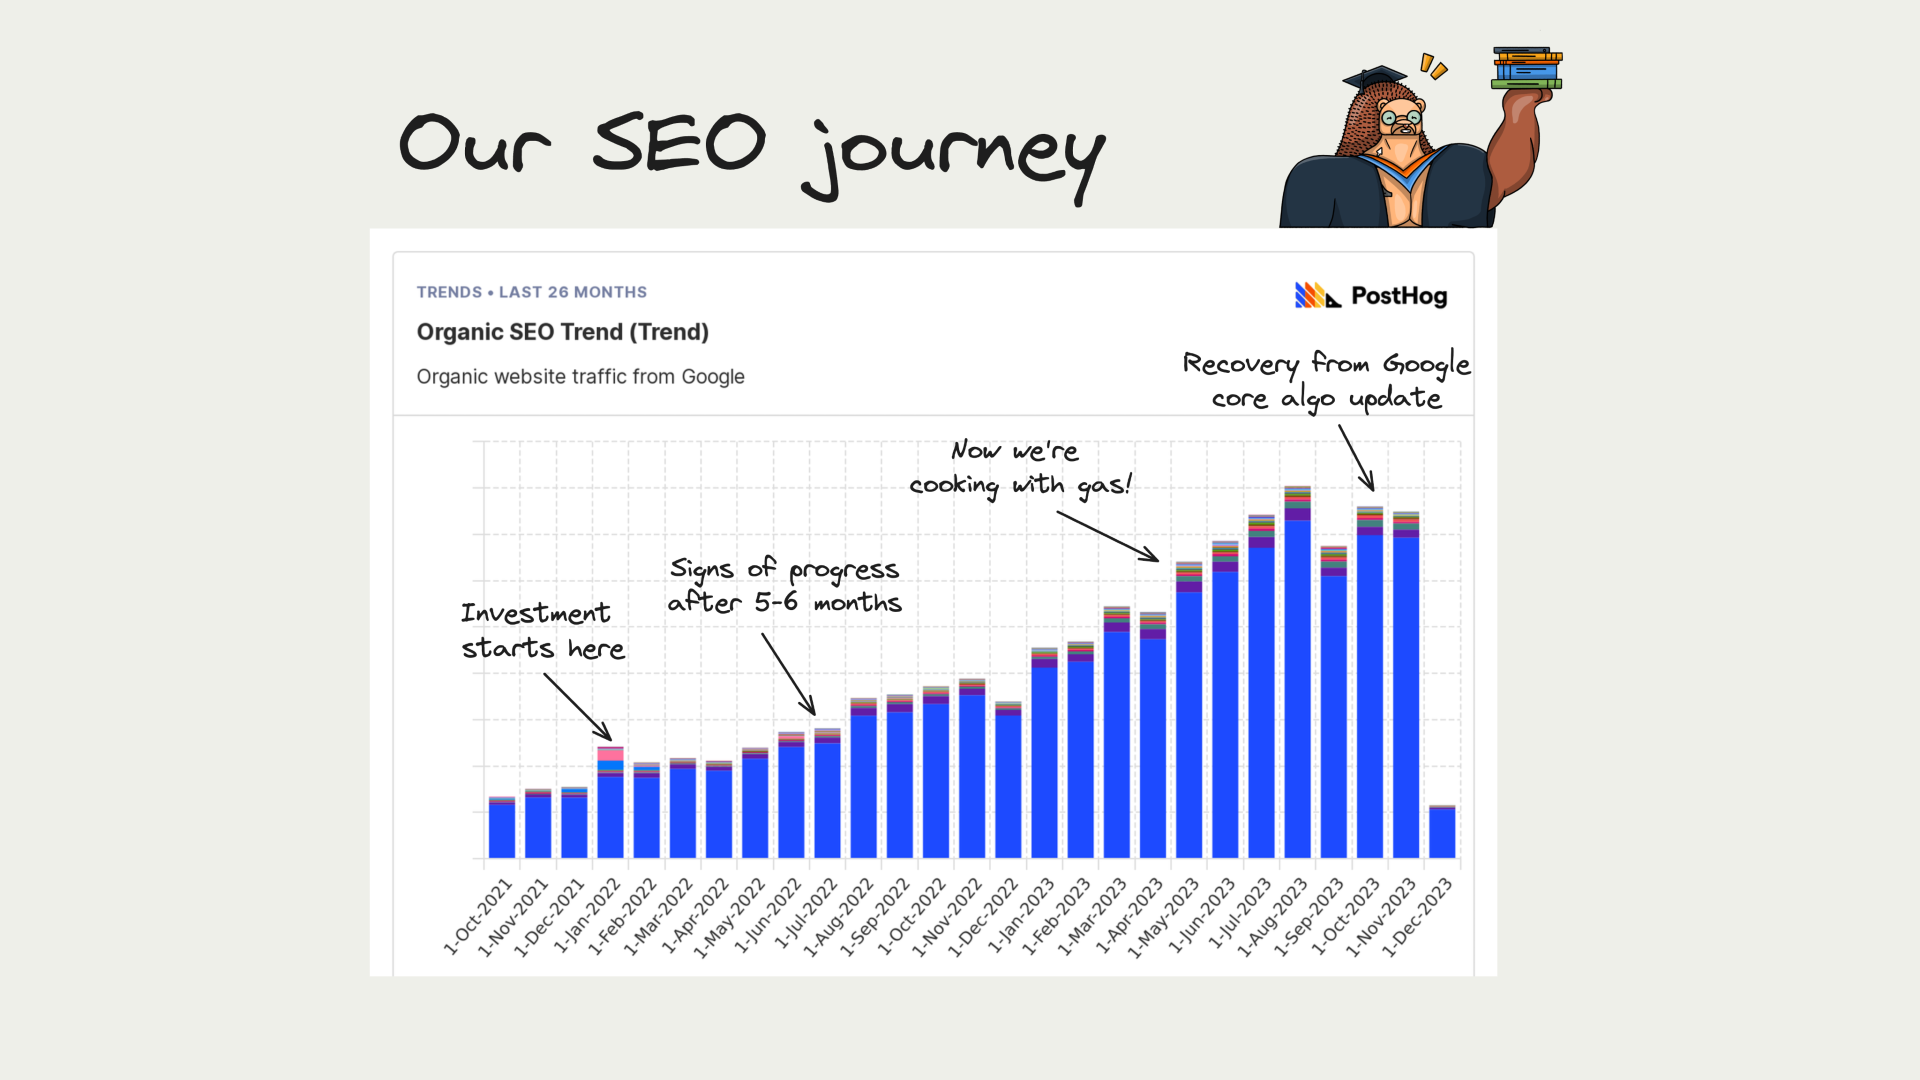 Our SEO journey
TRENDS • LAST 26 MONTHS
PostHog
Organic SEO Trend (Trend)
Organic website traffic from Google
Recovery from Google
core algo update
Now we're
cooking with gas!
Signs of progress
after 5-6 months
Investment
starts here
1-Oct-2021
1-Nov-2021
1-Dec-2021
1-Jan-2022
1-Feb-2022
1-Mar-2022
1-Apr-2022
1-May-2022
1-Jun-2022
1-Jul-2022
1-Aug-2022
1-Sep-2022
1-Oct-2022
1-Nov-2022
1-Dec-2022
1-Jan-2023
1-Feb-2023
1-Mar-2023
1-Apr-2023
1-May-2023
1-Jun-2023
1-Jul-2023
1-Aug-2023
1-Sep-2023
1-Oct-2023
1-Nov-2023
1-Dec-2023